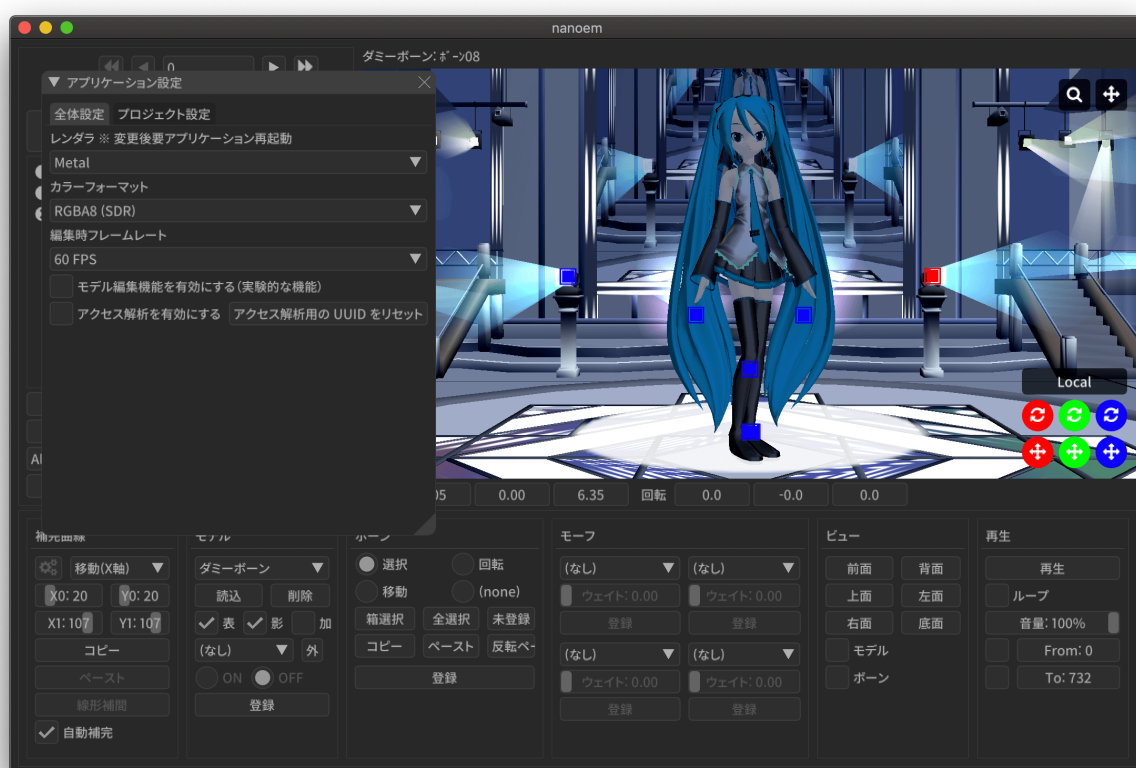 nanoem
ダミーボーン: ﾎﾞｰﾝ08
0
アプリケーション設定
全体設定 プロジェクト設定
レンダラ ※ 変更後要アプリケーション再起動
Metal
カラーフォーマット
RGBA8 (SDR)
編集時フレームレート
60 FPS
モデル編集機能を有効にする(実験的な機能)
アクセス解析を有効にする アクセス解析用の UUID をリセット
Local
0.00 6.35 回転 0.0 -0.0 0.0
補完曲線
移動(X軸)
X0: 20 Y0: 20
X1: 107 Y1: 107
コピー
ペースト
線形補間
自動補完
モデル
ダミーボーン
読込 削除
表 影 加
(なし) 外
ON OFF
登録
ボーン
選択 回転
移動 (none)
箱選択 全選択 未登録
コピー ペースト 反転ペ-
登録
モーフ
(なし) (なし)
ウェイト: 0.00 ウェイト: 0.00
登録 登録
(なし) (なし)
ウェイト: 0.00 ウェイト: 0.00
登録 登録
ビュー
前面 背面
上面 左面
右面 底面
モデル
ボーン
再生
再生
ループ
音量: 100%
From: 0
To: 732